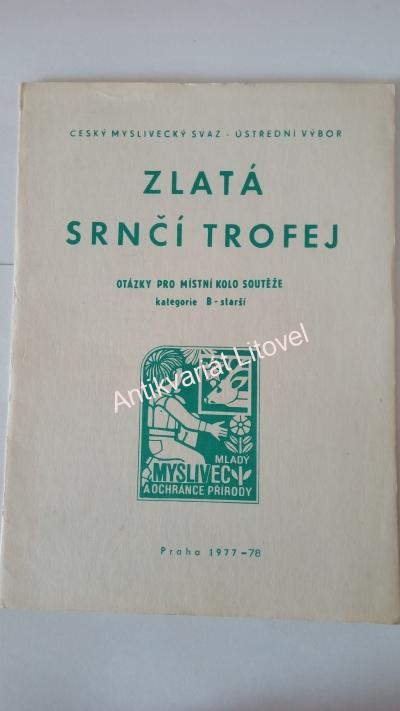 ČESKÝ MYSLIVECKÝ SVAZ - ÚSTŘEDNÍ VÝBOR
ZLATÁ
SRNČÍ TROFEJ
OTÁZKY PRO MÍSTNÍ KOLO SOUTĚŽE
kategorie B - starší
Antikvariát Litovel
MLADÝ
MYSLIVEC
A OCHRÁNCE PŘÍRODY
Praha 1977-78